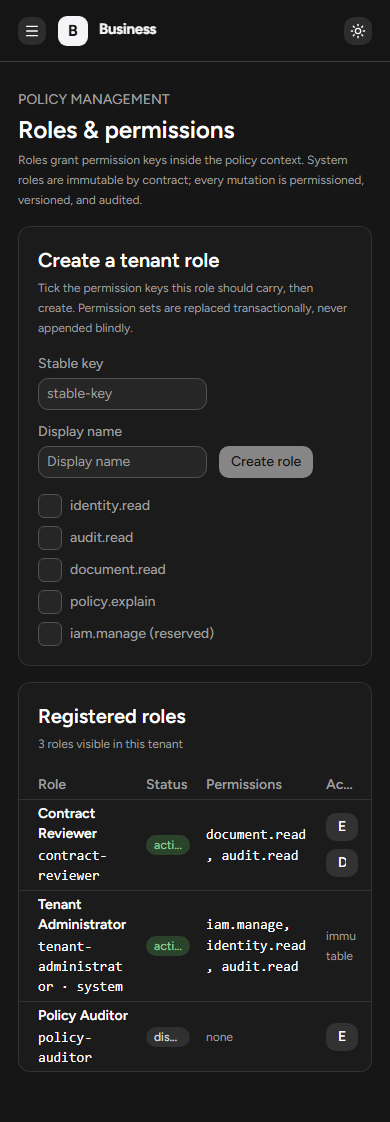 B Business
POLICY MANAGEMENT
Roles & permissions
Roles grant permission keys inside the policy context. System
roles are immutable by contract; every mutation is permissioned,
versioned, and audited.
Create a tenant role
Tick the permission keys this role should carry, then
create. Permission sets are replaced transactionally, never
appended blindly.
Stable key
stable-key
Display name
Display name Create role
identity.read
audit.read
document.read
policy.explain
iam.manage (reserved)
Registered roles
3 roles visible in this tenant
Role Status Permissions Ac...
Contract
Reviewer
contract-
reviewer
acti...
document.read
, audit.read
E
D
Tenant
Administrator
tenant-
administrat
or · system
acti...
iam.manage,
identity.read
, audit.read
immu
table
Policy Auditor
policy-
auditor
dis...
none
E